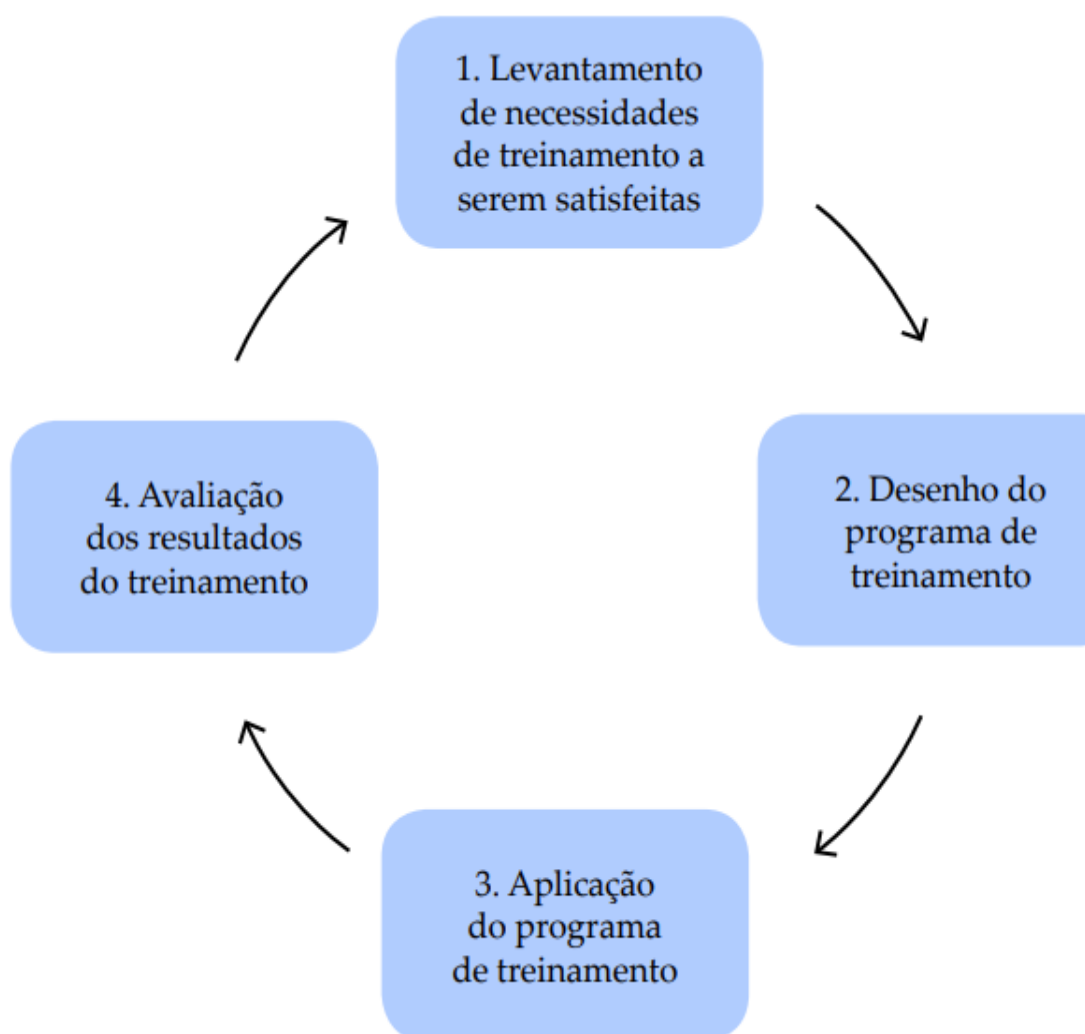 1. Levantamento
de necessidades
de treinamento a
serem satisfeitas
2. Desenho do
programa de
treinamento
3. Aplicação
do programa
de treinamento
4. Avaliação
dos resultados
do treinamento